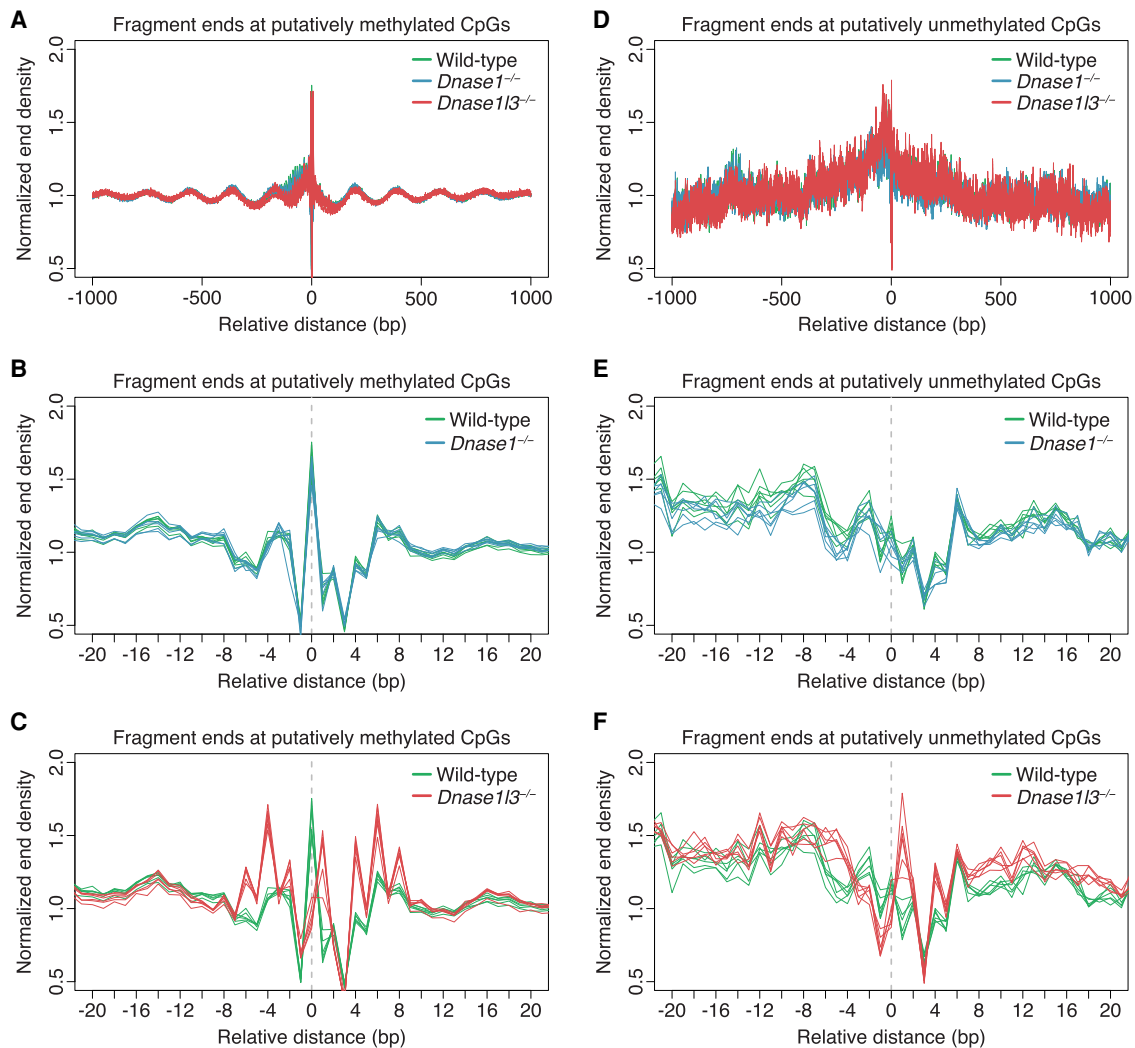 A
Fragment ends at putatively methylated CpGs
Normalized end density
2.0
1.5
1.0
0.5
Wild-type
Dnase1−/−
Dnase1l3−/−
-1000 -500 0 500 1000
Relative distance (bp)
D
Fragment ends at putatively unmethylated CpGs
Normalized end density
2.0
1.5
1.0
0.5
Wild-type
Dnase1−/−
Dnase1l3−/−
-1000 -500 0 500 1000
Relative distance (bp)
B
Fragment ends at putatively methylated CpGs
Normalized end density
2.0
1.5
1.0
0.5
Wild-type
Dnase1−/−
-20 -16 -12 -8 -4 0 4 8 12 16 20
Relative distance (bp)
E
Fragment ends at putatively unmethylated CpGs
Normalized end density
2.0
1.5
1.0
0.5
Wild-type
Dnase1−/−
-20 -16 -12 -8 -4 0 4 8 12 16 20
Relative distance (bp)
C
Fragment ends at putatively methylated CpGs
Normalized end density
2.0
1.5
1.0
0.5
Wild-type
Dnase1l3−/−
-20 -16 -12 -8 -4 0 4 8 12 16 20
Relative distance (bp)
F
Fragment ends at putatively unmethylated CpGs
Normalized end density
2.0
1.5
1.0
0.5
Wild-type
Dnase1l3−/−
-20 -16 -12 -8 -4 0 4 8 12 16 20
Relative distance (bp)